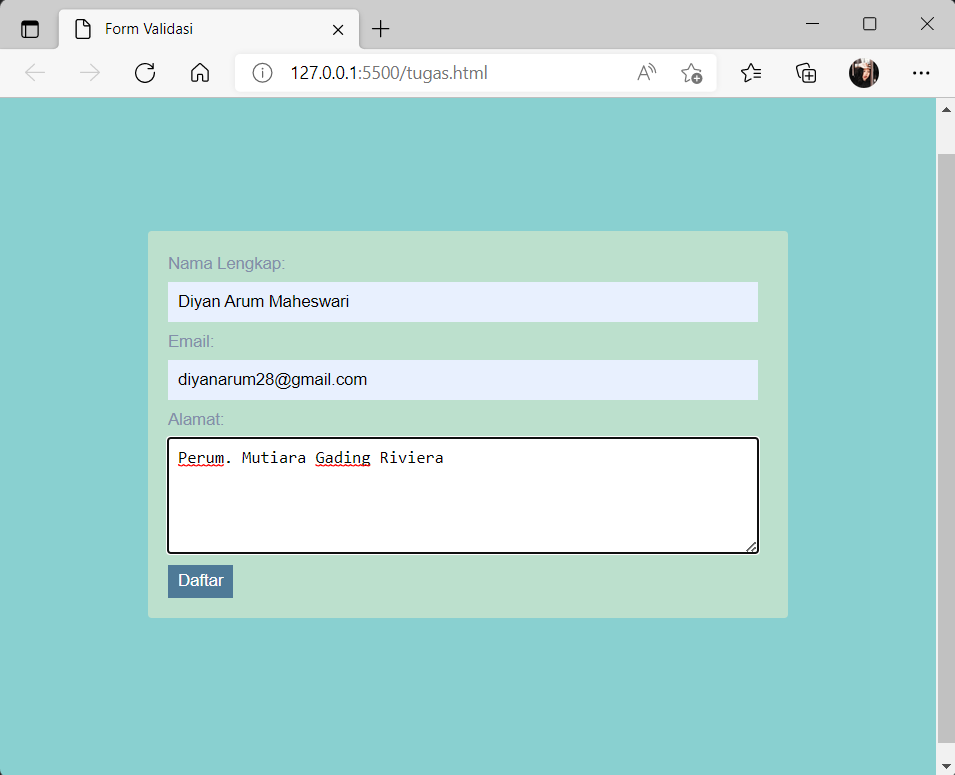 Form Validasi
127.0.0.1:5500/tugas.html
Nama Lengkap:
Diyan Arum Maheswari
Email:
diyanarum28@gmail.com
Alamat:
Perum. Mutiara Gading Riviera
Daftar